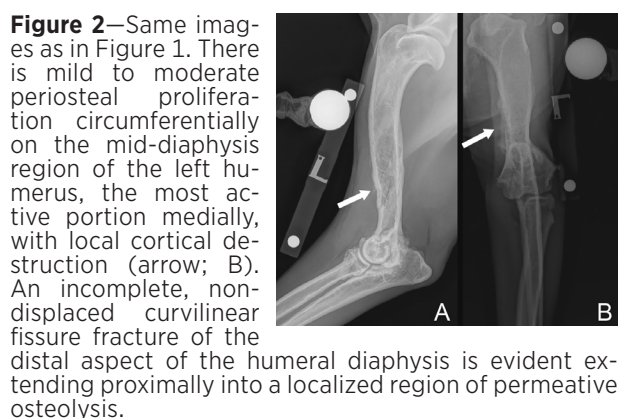 Figure 2—Same imag-
es as in Figure 1. There
is mild to moderate
periosteal prolifera-
tion circumferentially
on the mid-diaphysis
region of the left hu-
merus, the most ac-
tive portion medially,
with local cortical de-
struction (arrow; B).
An incomplete, non-
displaced curvilinear
fissure fracture of the
distal aspect of the humeral diaphysis is evident ex-
tending proximally into a localized region of permeative
osteolysis.
L
A
L
B